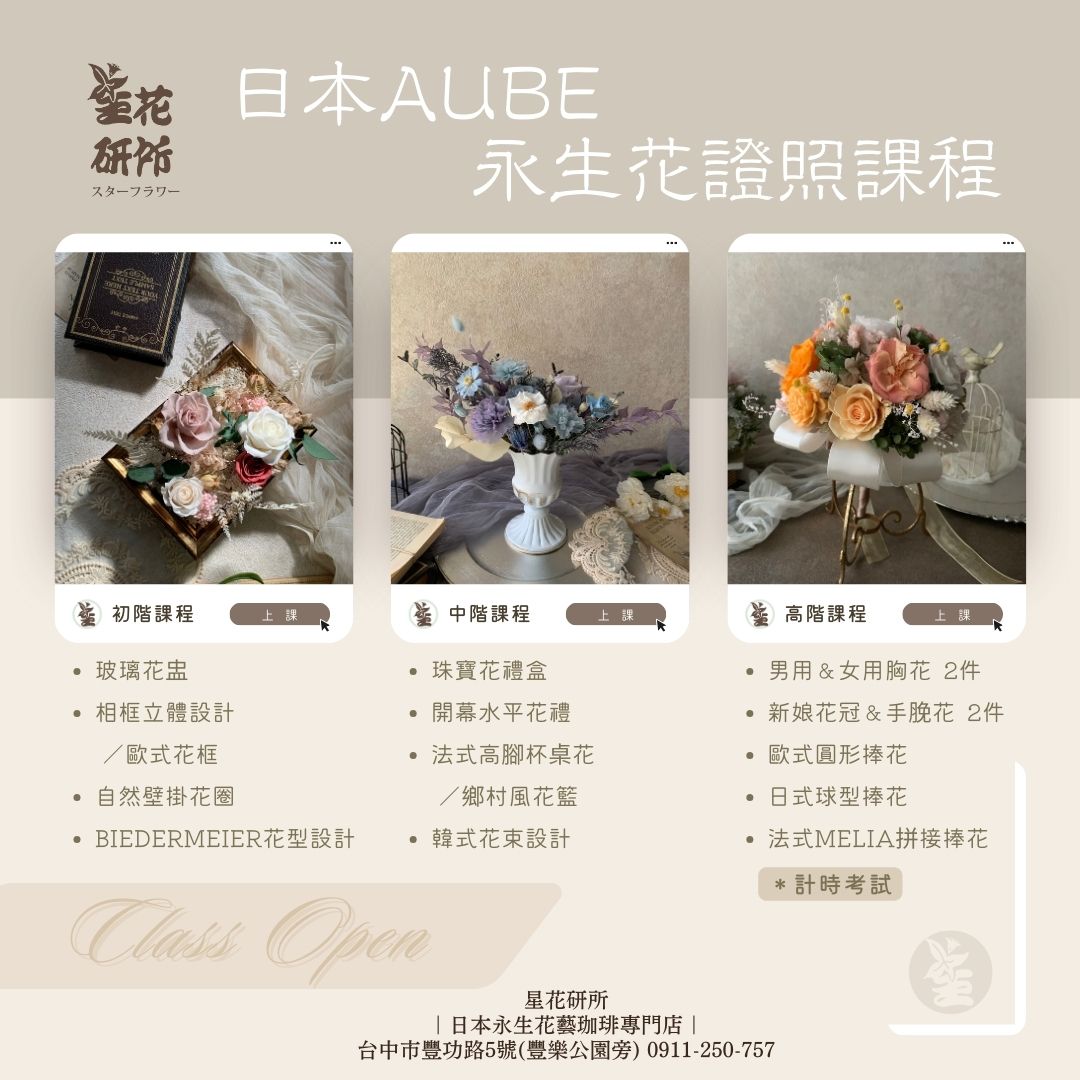 星花
研所
スターフラワー
日本AUBE
永生花證照課程
初階課程
上 課
中階課程
上 課
高階課程
上 課
• 玻璃花盅
• 相框立體設計
／歐式花框
• 自然壁掛花圈
• BIEDERMEIER花型設計
• 珠寶花禮盒
• 開幕水平花禮
• 法式高腳杯桌花
／鄉村風花籃
• 韓式花束設計
• 男用＆女用胸花 2件
• 新娘花冠＆手腕花 2件
• 歐式圓形捧花
• 日式球型捧花
• 法式MELIA拼接捧花
＊計時考試
Class Open
星花研所
｜日本永生花藝珈琲專門店｜
台中市豐功路5號(豐樂公園旁) 0911-250-757